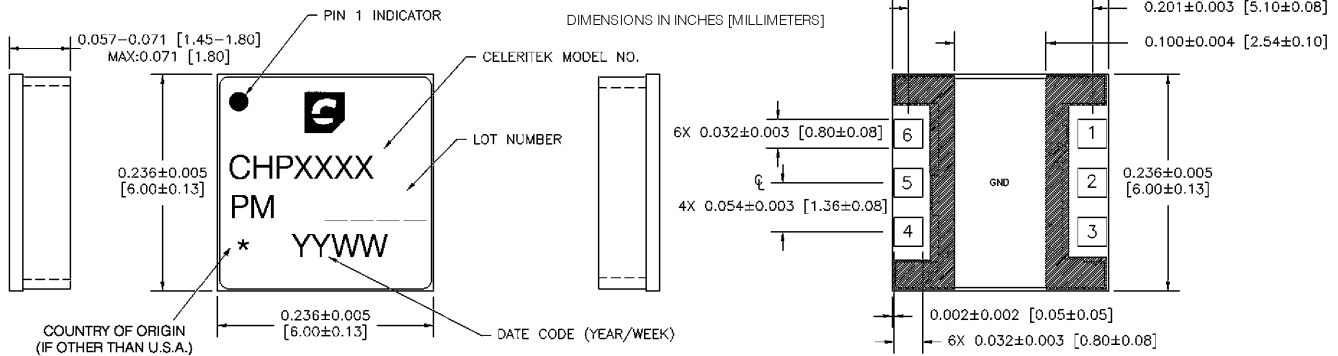 PIN 1 INDICATOR
DIMENSIONS IN INCHES [MILLIMETERS]
0.201±0.003 [5.10±0.08]
0.057-0.071 [1.45-1.80]
MAX:0.071 [1.80]
0.100±0.004 [2.54±0.10]
CELERITEK MODEL NO.
LOT NUMBER
CHPXXXX
PM
* YYWW
0.236±0.005
[6.00±0.13]
0.236±0.005
[6.00±0.13]
COUNTRY OF ORIGIN
(IF OTHER THAN U.S.A.)
DATE CODE (YEAR/WEEK)
6X 0.032±0.003 [0.80±0.08]
℄
4X 0.054±0.003 [1.36±0.08]
6
5
4
GND
1
2
3
0.236±0.005
[6.00±0.13]
0.002±0.002 [0.05±0.05]
6X 0.032±0.003 [0.80±0.08]